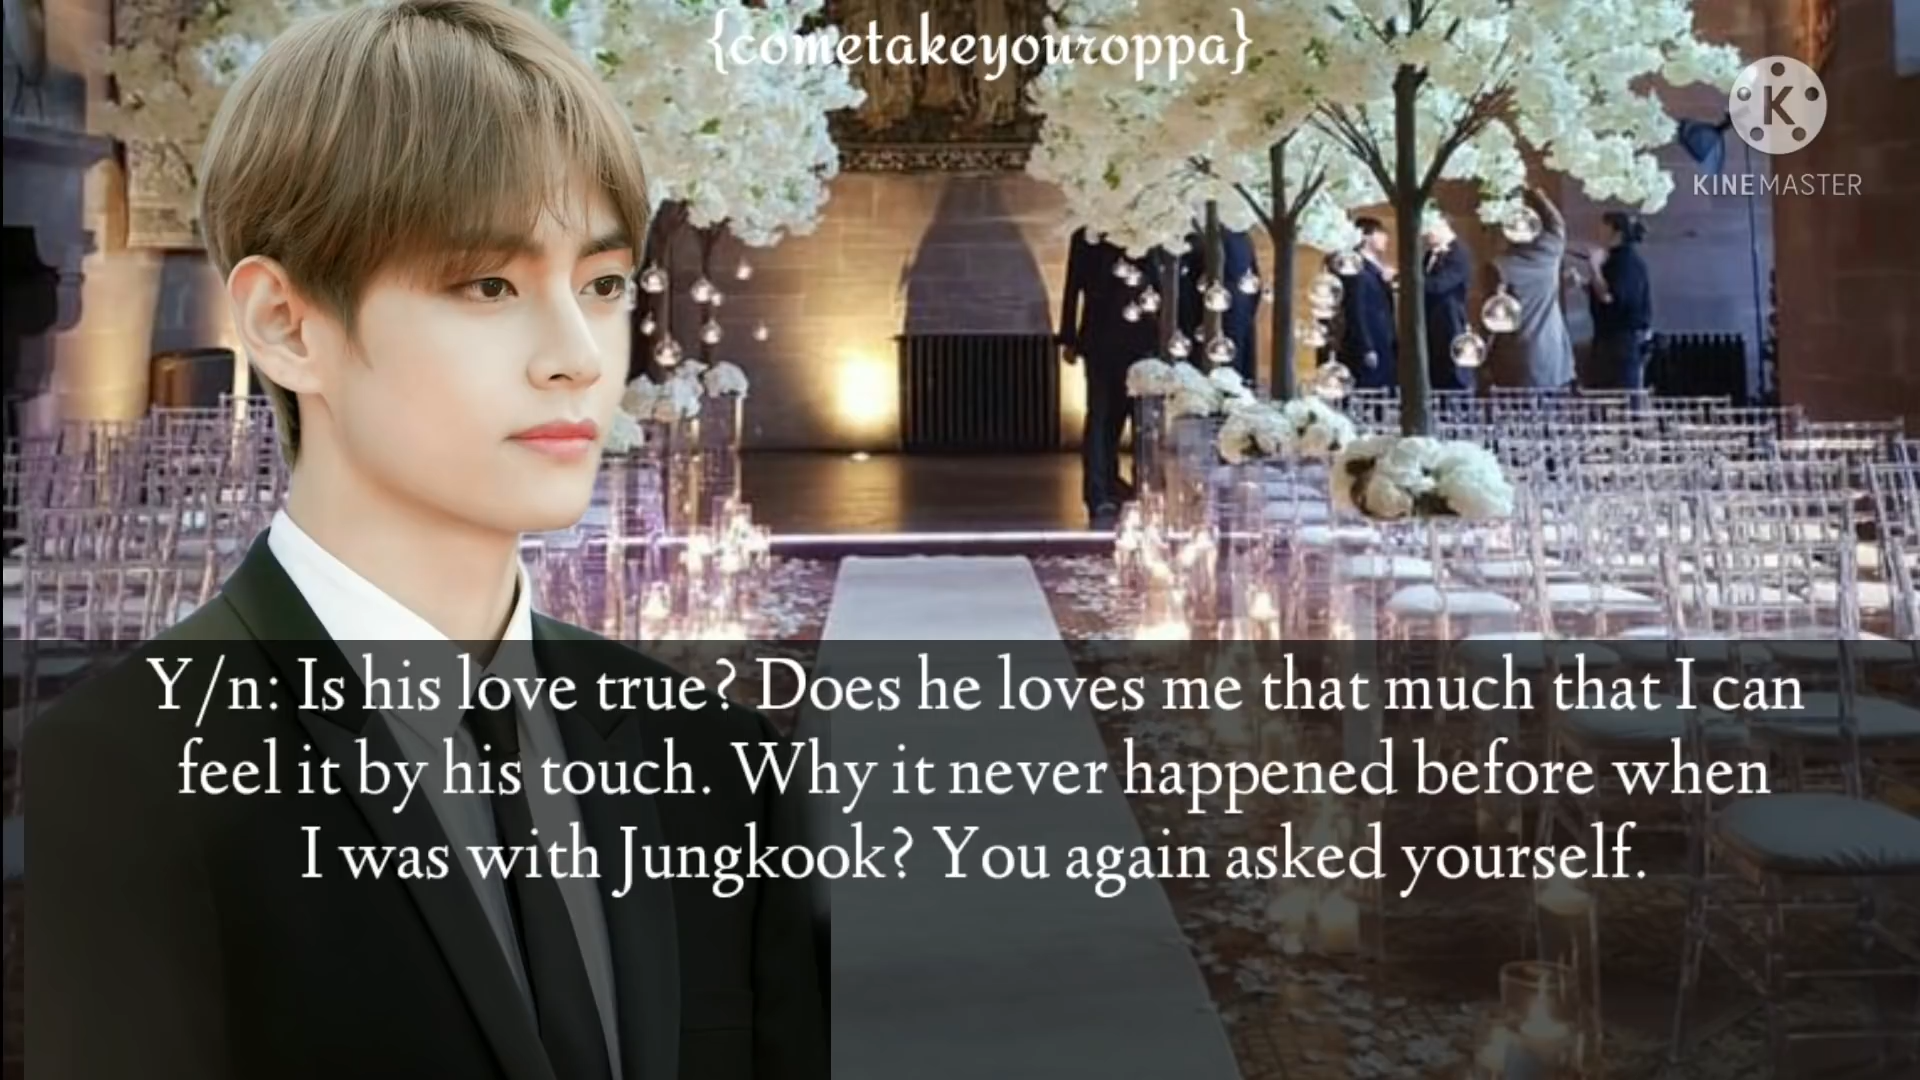 {cometakeyouroppa}
K
KINEMASTER
Y/n: Is his love true? Does he loves me that much that I can
feel it by his touch. Why it never happened before when
I was with Jungkook? You again asked yourself.